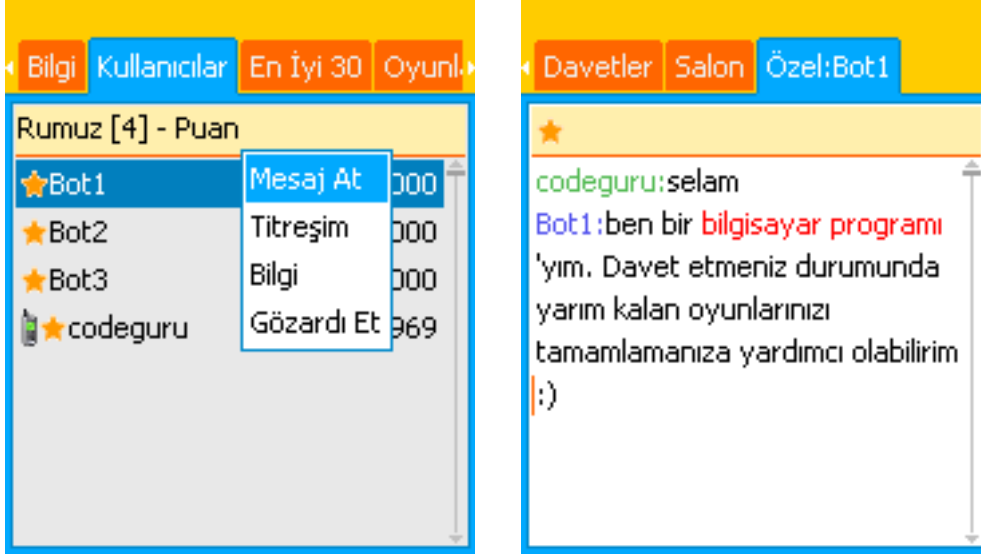 Bilgi Kullanıcılar En İyi 30 Oyunl
Rumuz [4] - Puan
Bot1 000
Bot2 000
Bot3 000
codeguru 969
Mesaj At
Titreşim
Bilgi
Gözardı Et
Davetler Salon Özel:Bot1
codeguru:selam
Bot1:ben bir bilgisayar programı
'yım. Davet etmeniz durumunda
yarım kalan oyunlarınızı
tamamlamanıza yardımcı olabilirim
:)